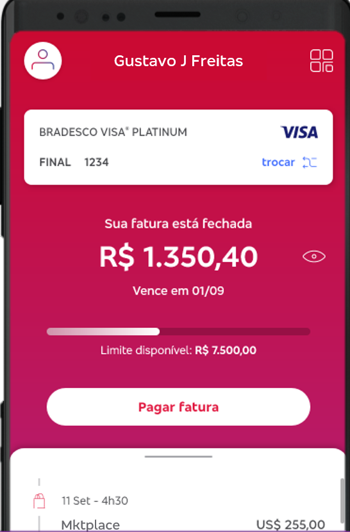 Gustavo J Freitas
BRADESCO VISA® PLATINUM
VISA
FINAL 1234
trocar
Sua fatura está fechada
R$ 1.350,40
Vence em 01/09
Limite disponível: R$ 7.500,00
Pagar fatura
11 Set - 4h30
Mktplace US$ 255,00